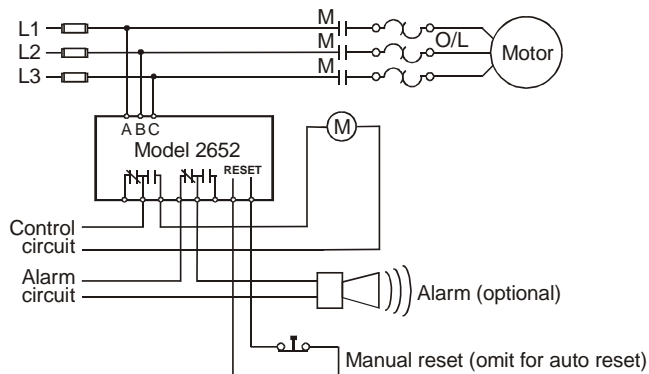 L1
M
L2
M
O/L
Motor
L3
M
A B C
M
Model 2652
RESET
Control
circuit
Alarm
circuit
Alarm (optional)
Manual reset (omit for auto reset)